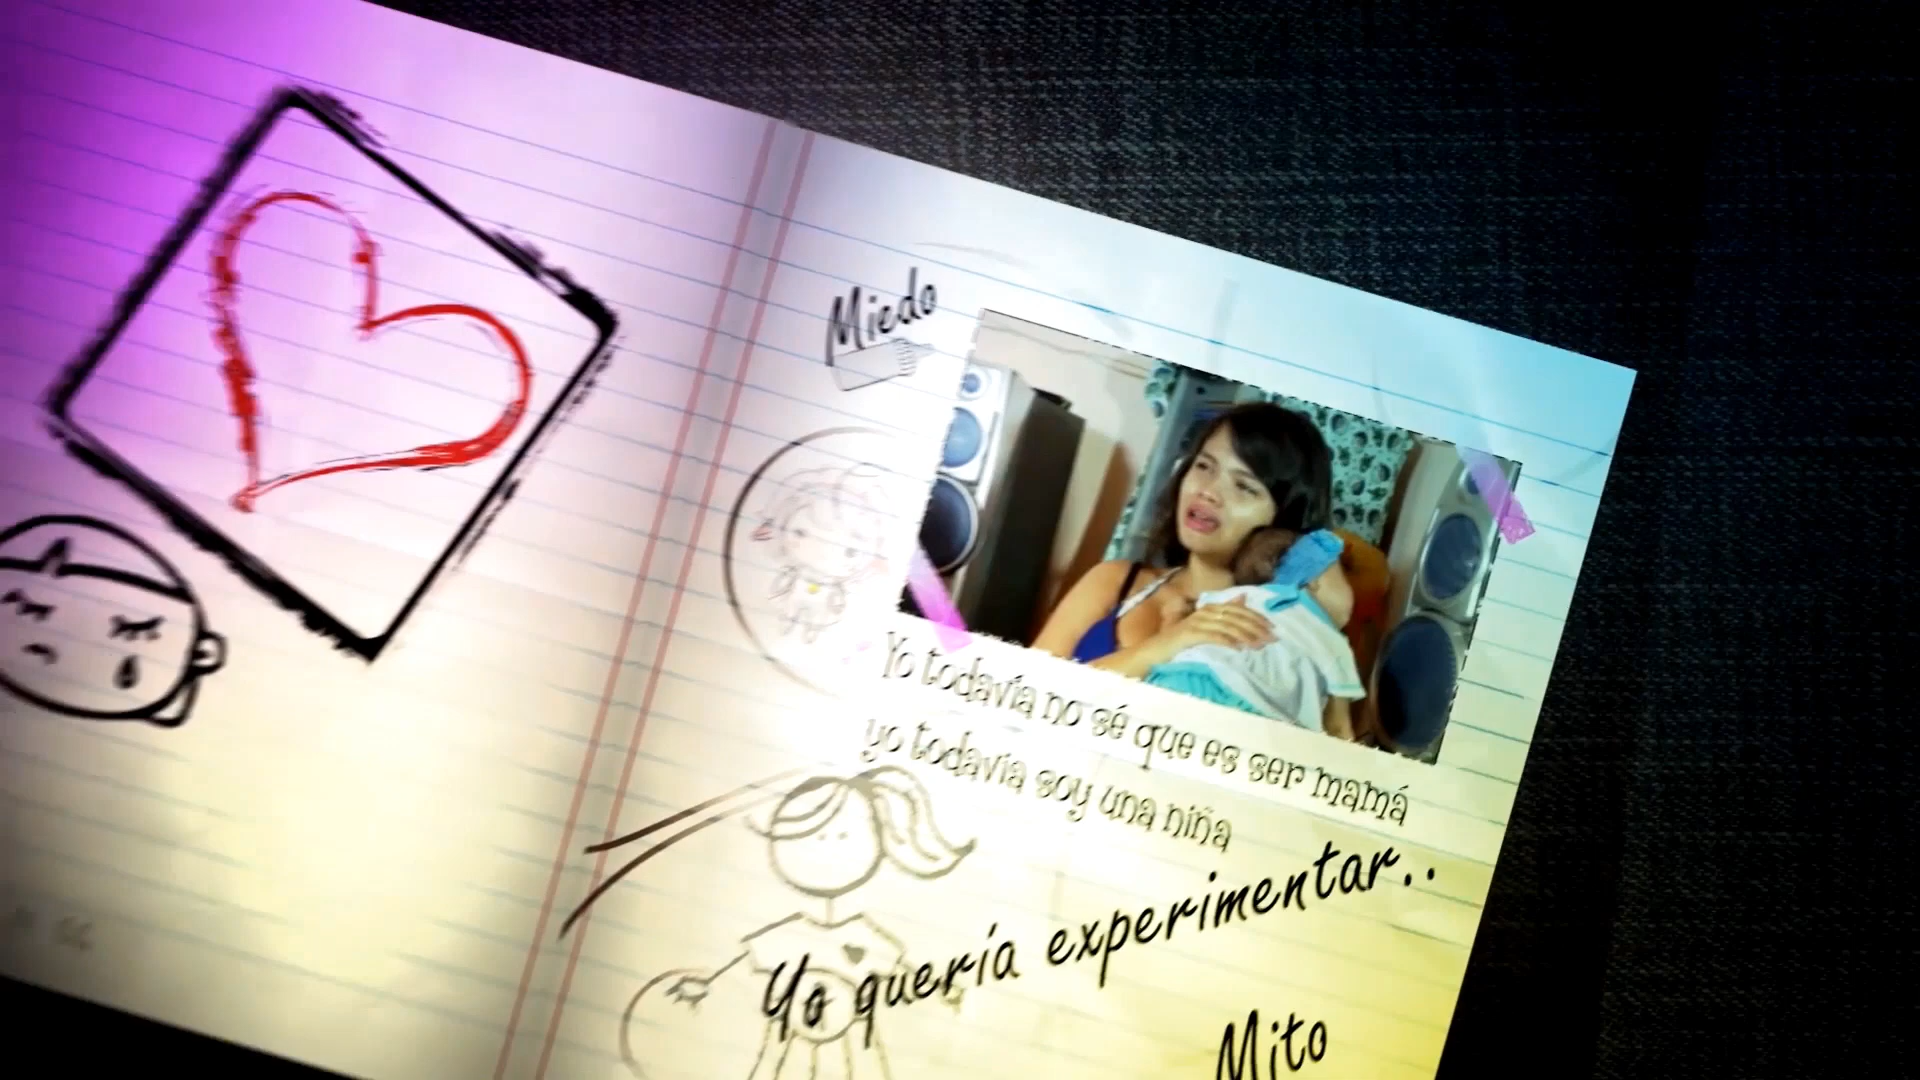 Miedo
Yo todavía no sé que es ser mamá
yo todavía soy una niña
Yo quería experimentar..
Mito